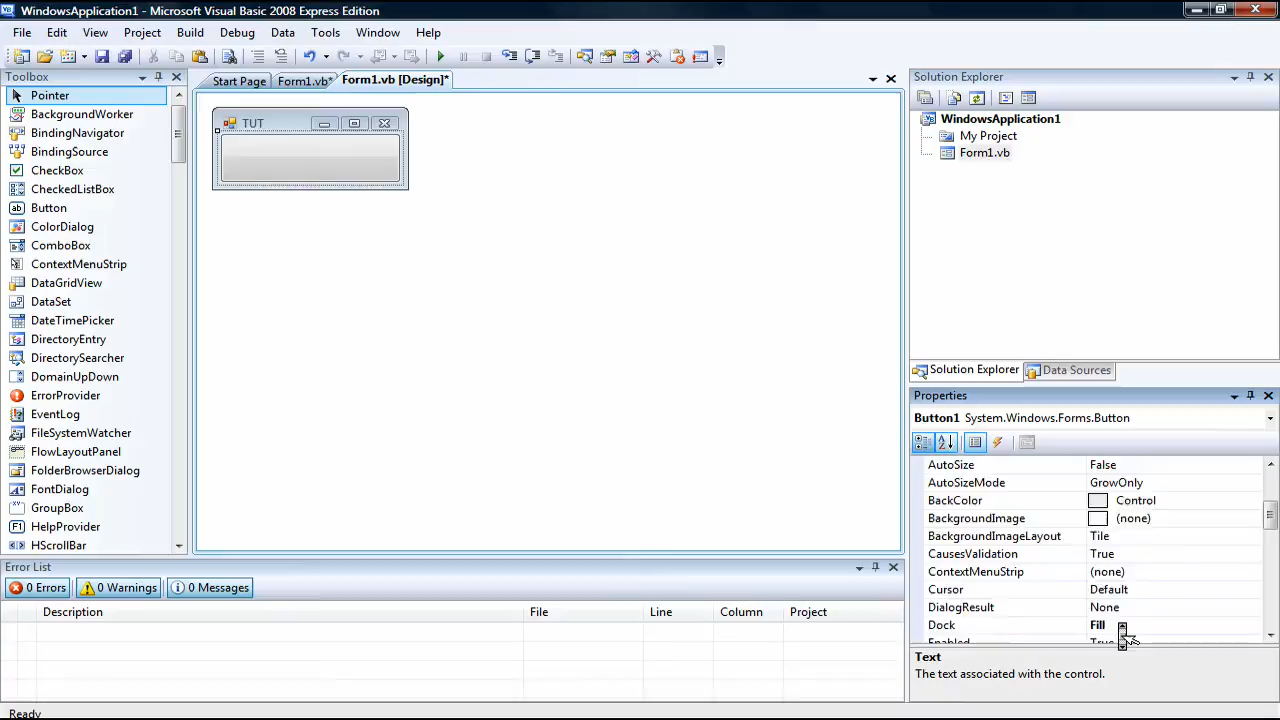 WindowsApplication1 - Microsoft Visual Basic 2008 Express Edition
File Edit View Project Build Debug Data Tools Window Help
Toolbox
Pointer
BackgroundWorker
BindingNavigator
BindingSource
CheckBox
CheckedListBox
Button
ColorDialog
ComboBox
ContextMenuStrip
DataGridView
DataSet
DateTimePicker
DirectoryEntry
DirectorySearcher
DomainUpDown
ErrorProvider
EventLog
FileSystemWatcher
FlowLayoutPanel
FolderBrowserDialog
FontDialog
GroupBox
HelpProvider
HScrollBar
Start Page Form1.vb* Form1.vb [Design]*
TUT
Solution Explorer
WindowsApplication1
My Project
Form1.vb
Solution Explorer Data Sources
Properties
Button1 System.Windows.Forms.Button
AutoSize False
AutoSizeMode GrowOnly
BackColor Control
BackgroundImage (none)
BackgroundImageLayout Tile
CausesValidation True
ContextMenuStrip (none)
Cursor Default
DialogResult None
Dock Fill
Enabled True
Text
The text associated with the control.
Error List
0 Errors 0 Warnings 0 Messages
Description File Line Column Project
Ready